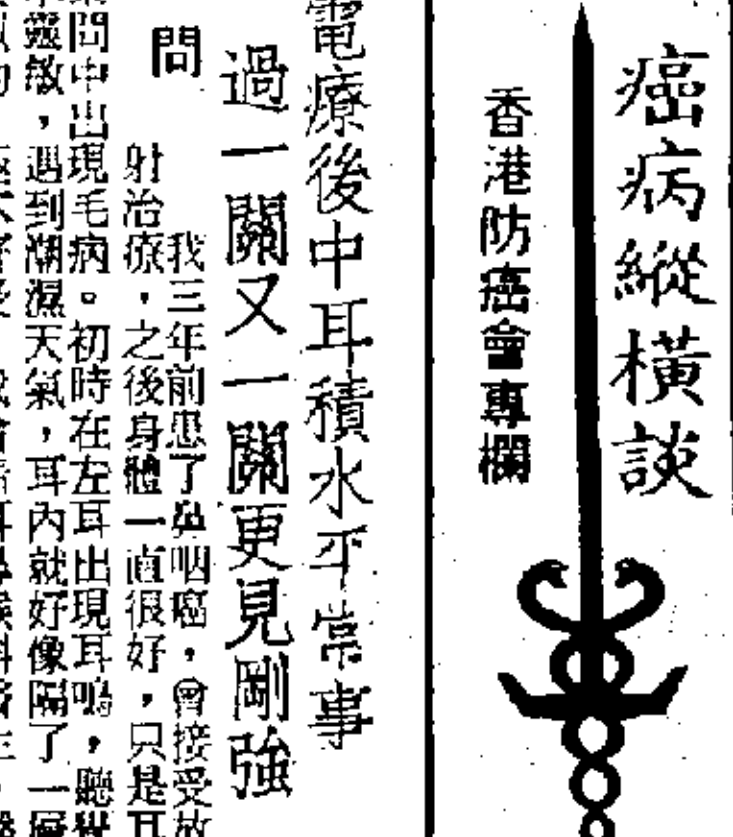 癌病縱橫談
香港防癌會專欄
電療後中耳積水平常事
過一關又一關更見剛強
問
我三年前患了鼻咽癌,曾接受放
射治療,之後身體一直很好,只是耳
問中出現毛病。初時在左耳出現耳鳴,聽覺
靈敏,遇到潮濕天氣,耳內就好像隔了一層